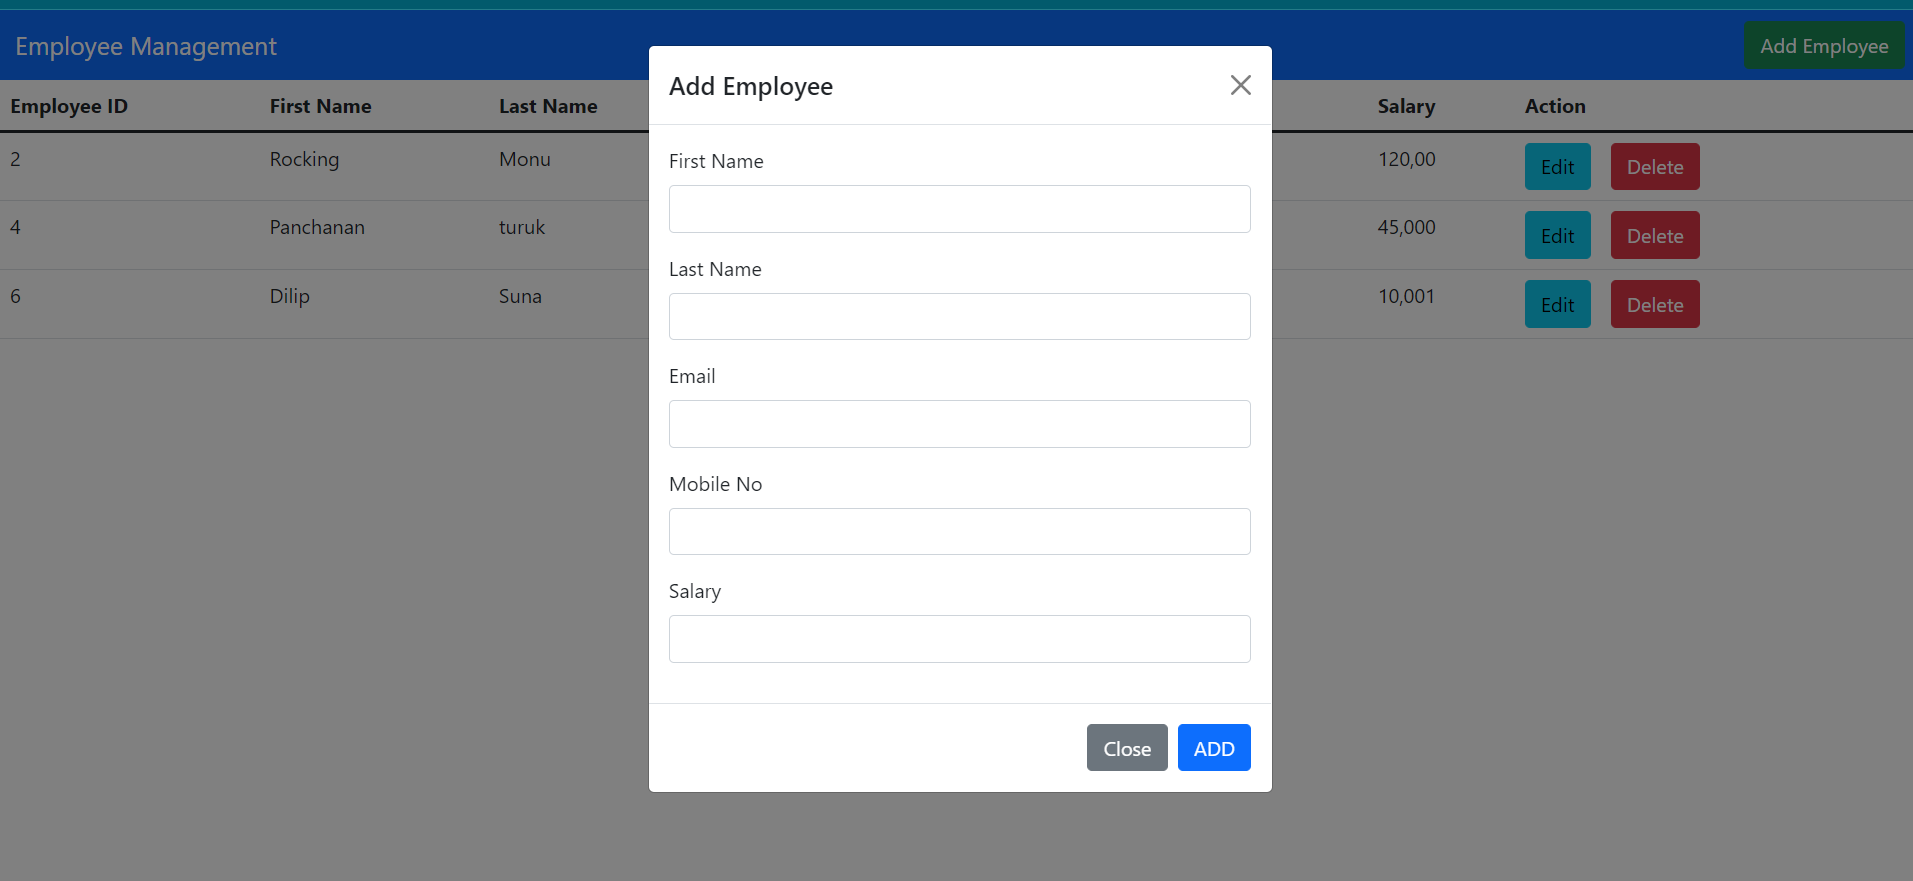 Employee Management
Add Employee
Employee ID First Name Last Name Salary Action
2 Rocking Monu 120,00 Edit Delete
4 Panchanan turuk 45,000 Edit Delete
6 Dilip Suna 10,001 Edit Delete
Add Employee
First Name
Last Name
Email
Mobile No
Salary
Close ADD